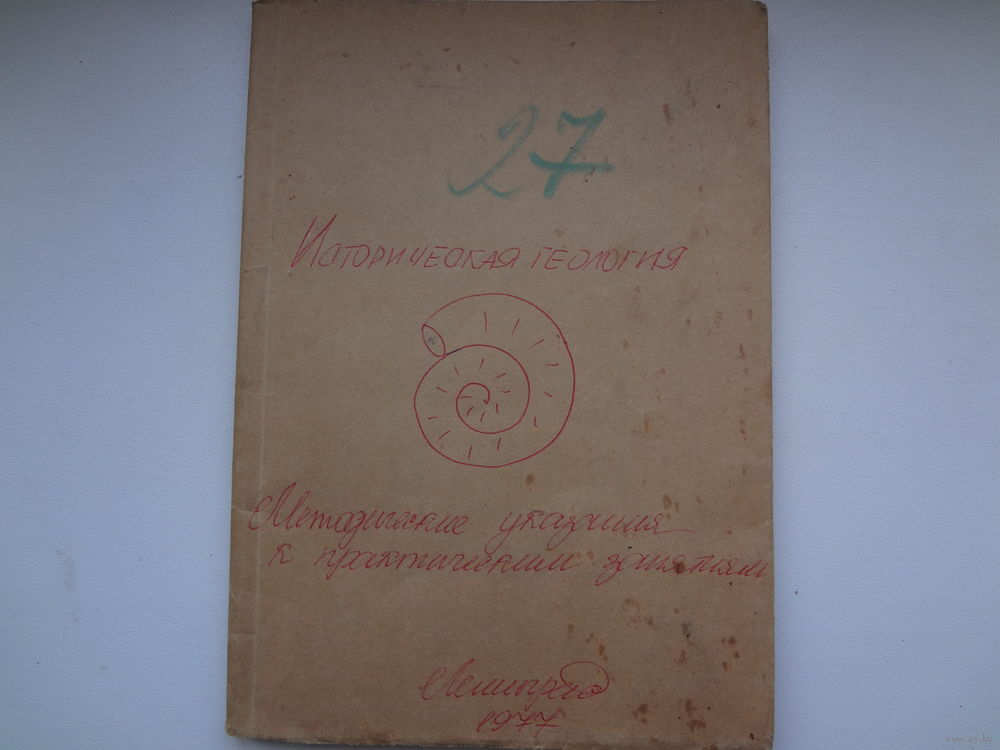 27
Историческая геология
Методические указания
к практическим занятиям
Ленинград
1977
www.ay.by